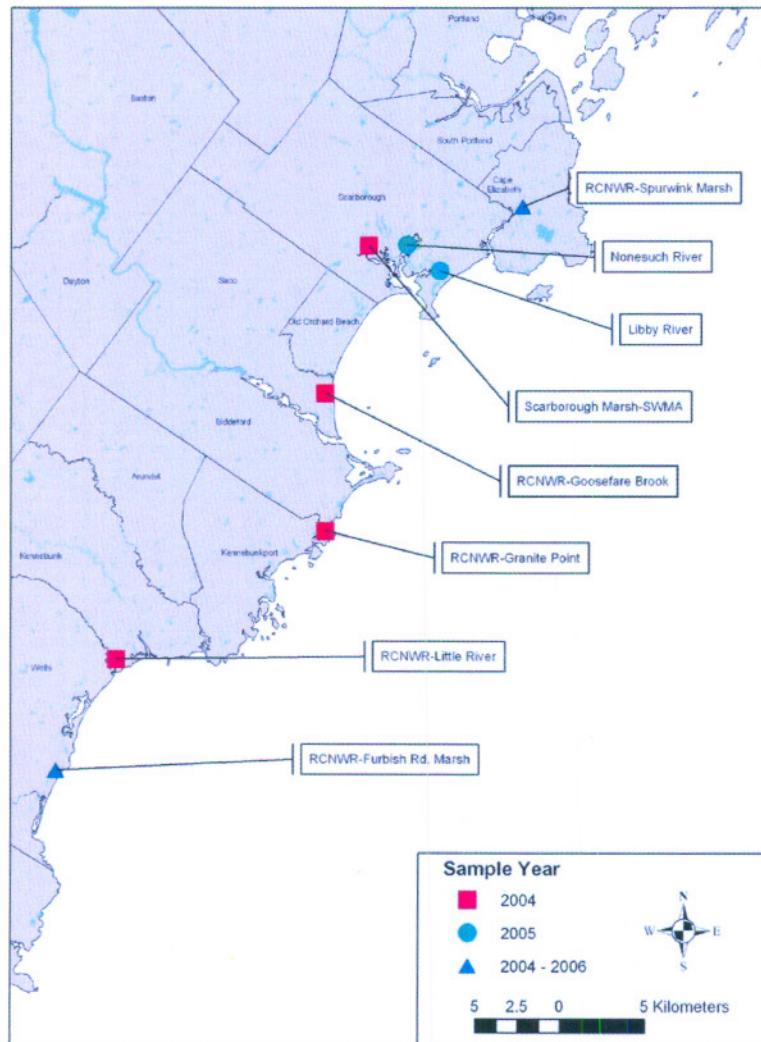 Portland
Falmouth
Buxton
South Portland
Cape
Elizabeth
RCNWR-Spurwink Marsh
Scarborough
Nonesuch River
Dayton
Saco
Old Orchard Beach
Libby River
Scarborough Marsh-SWMA
Biddeford
RCNWR-Goosefare Brook
Arundel
Kennebunk
Kennebunkport
RCNWR-Granite Point
RCNWR-Little River
Wells
RCNWR-Furbish Rd. Marsh
Sample Year
2004
2005
2004 - 2006
N
W
E
S
5 2.5 0 5 Kilometers